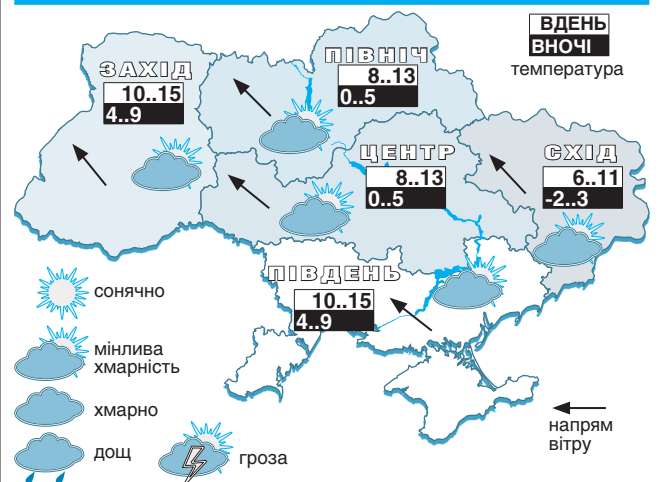 ВДЕНЬ
ВНОЧІ
температура
ЗАХІД
10..15
4..9
ПІВНІЧ
8..13
0..5
ЦЕНТР
8..13
0..5
СХІД
6..11
-2..3
ПІВДЕНЬ
10..15
4..9
сонячно
мінлива
хмарність
хмарно
дощ
гроза
напрям
вітру